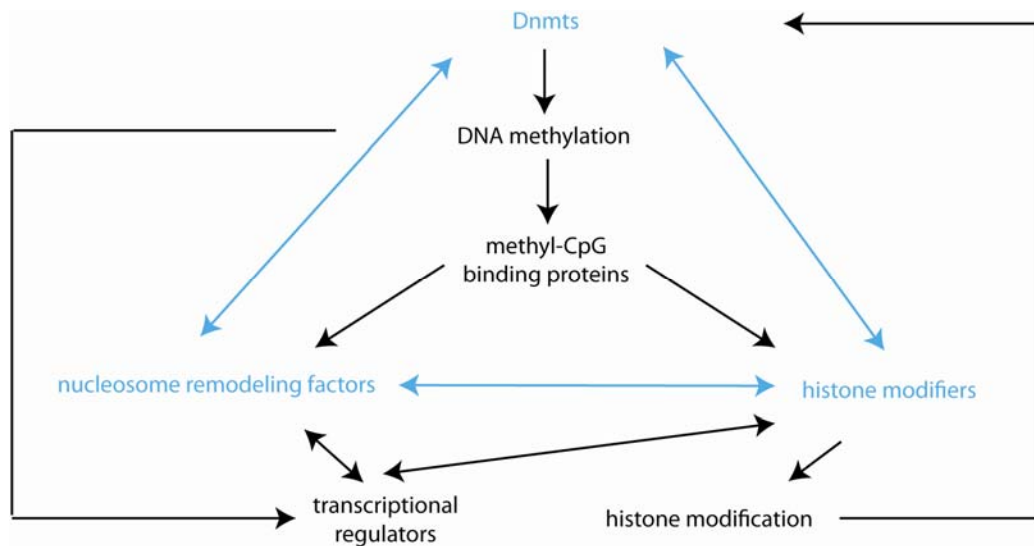 Dnmts
DNA methylation
methyl-CpG
binding proteins
nucleosome remodeling factors
histone modifiers
transcriptional
regulators
histone modification